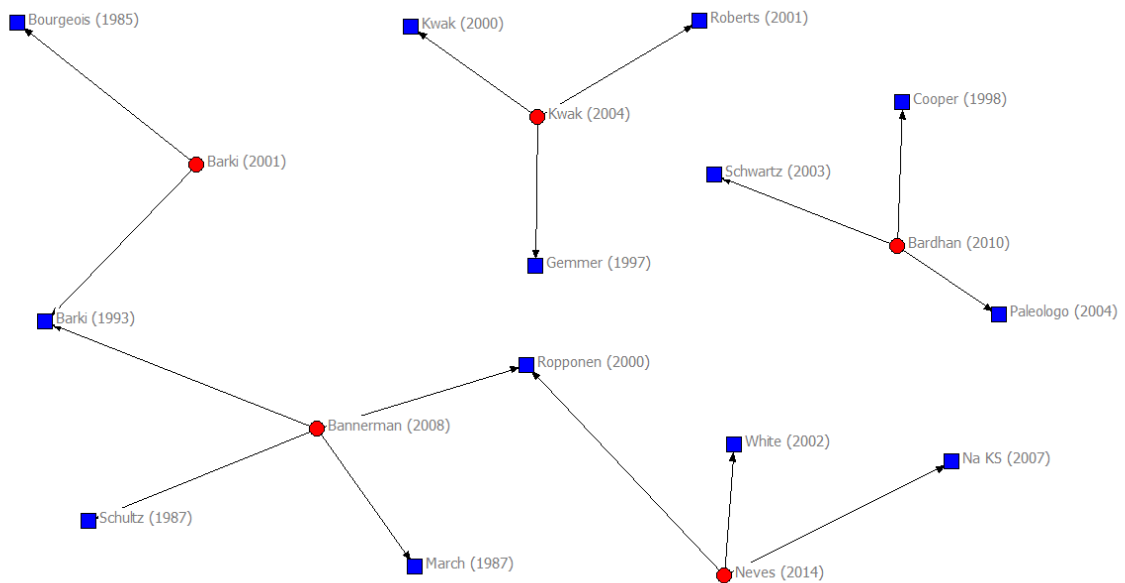 Bourgeois (1985)
Kwak (2000)
Roberts (2001)
Kwak (2004)
Cooper (1998)
Barki (2001)
Schwartz (2003)
Bardhan (2010)
Gemmer (1997)
Paleologo (2004)
Barki (1993)
Ropponen (2000)
Bannerman (2008)
White (2002)
Na KS (2007)
Schultz (1987)
March (1987)
Neves (2014)